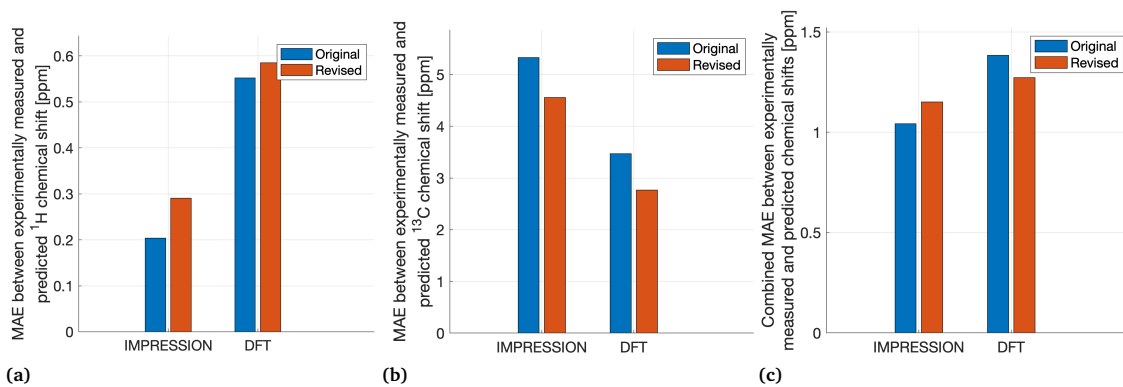 MAE between experimentally measured and
predicted ¹H chemical shift [ppm]
0.6
0.5
0.4
0.3
0.2
0.1
0
Original
Revised
IMPRESSION DFT
(a)
MAE between experimentally measured and
predicted ¹³C chemical shift [ppm]
5
4
3
2
1
0
Original
Revised
IMPRESSION DFT
(b)
Combined MAE between experimentally
measured and predicted chemical shifts [ppm]
1.5
1
0.5
0
Original
Revised
IMPRESSION DFT
(c)